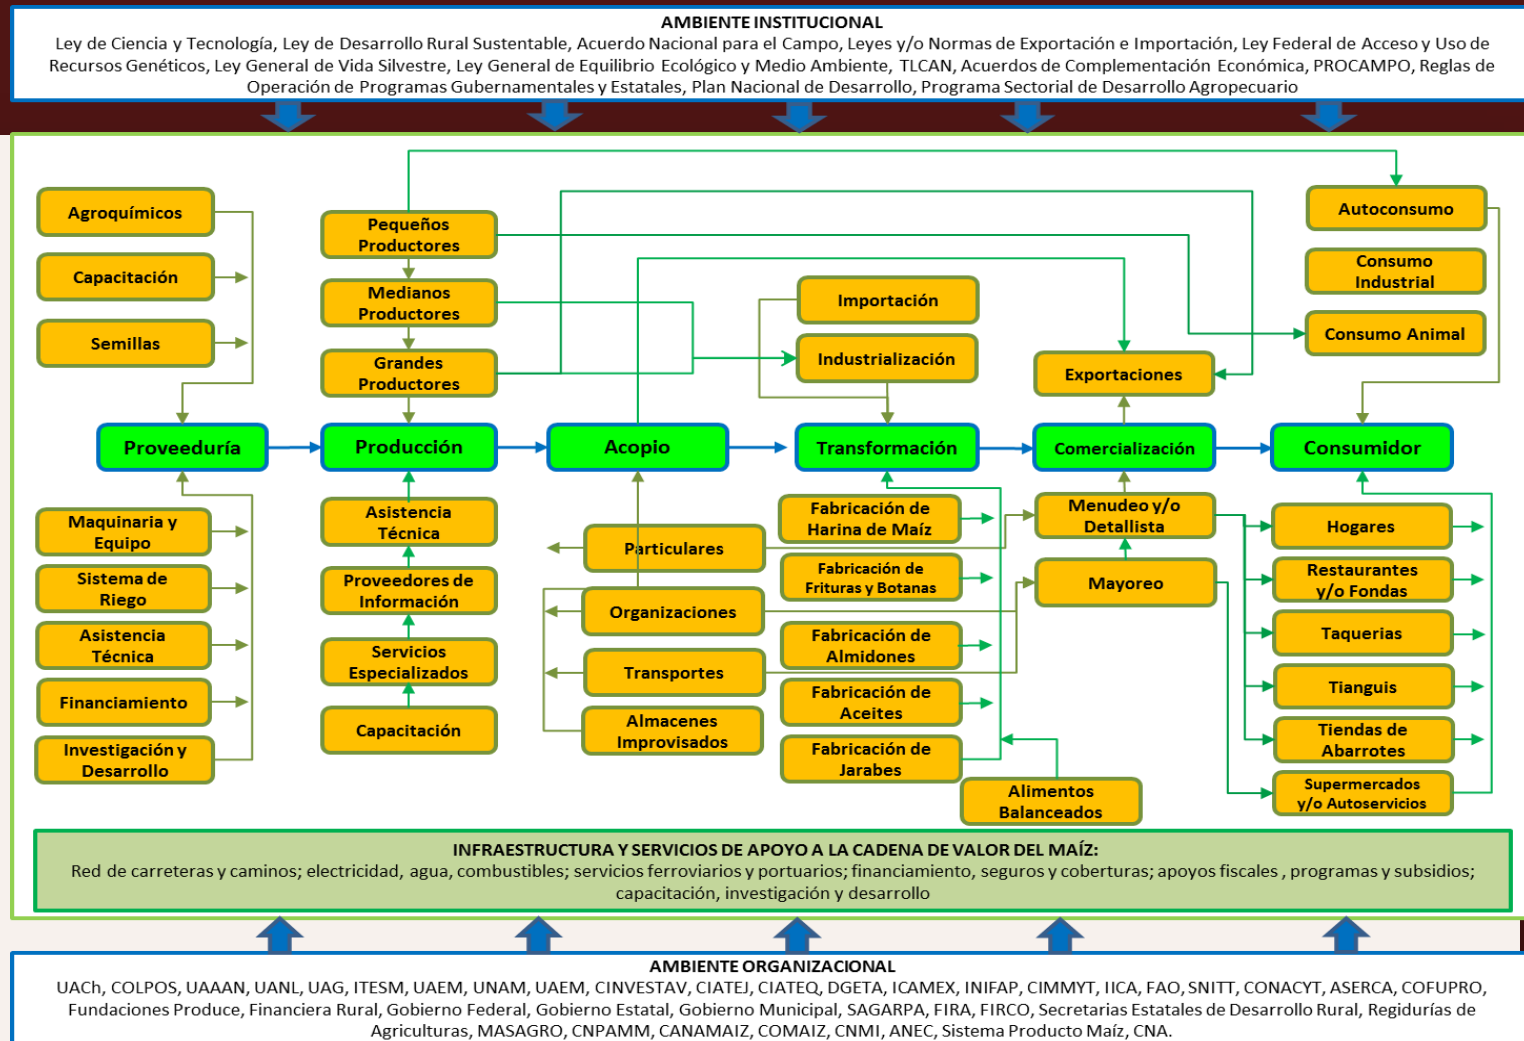 AMBIENTE INSTITUCIONAL
Ley de Ciencia y Tecnología, Ley de Desarrollo Rural Sustentable, Acuerdo Nacional para el Campo, Leyes y/o Normas de Exportación e Importación, Ley Federal de Acceso y Uso de
Recursos Genéticos, Ley General de Vida Silvestre, Ley General de Equilibrio Ecológico y Medio Ambiente, TLCAN, Acuerdos de Complementación Económica, PROCAMPO, Reglas de
Operación de Programas Gubernamentales y Estatales, Plan Nacional de Desarrollo, Programa Sectorial de Desarrollo Agropecuario
Agroquímicos
Capacitación
Semillas
Proveeduría
Maquinaria y
Equipo
Sistema de
Riego
Asistencia
Técnica
Financiamiento
Investigación y
Desarrollo
Pequeños
Productores
Medianos
Productores
Grandes
Productores
Producción
Asistencia
Técnica
Proveedores de
Información
Servicios
Especializados
Capacitación
Acopio
Particulares
Organizaciones
Transportes
Almacenes
Improvisados
Importación
Industrialización
Transformación
Fabricación de
Harina de Maíz
Fabricación de
Frituras y Botanas
Fabricación de
Almidones
Fabricación de
Aceites
Fabricación de
Jarabes
Alimentos
Balanceados
Exportaciones
Comercialización
Menudeo y/o
Detallista
Mayoreo
Autoconsumo
Consumo
Industrial
Consumo Animal
Consumidor
Hogares
Restaurantes
y/o Fondas
Taquerias
Tianguis
Tiendas de
Abarrotes
Supermercados
y/o Autoservicios
INFRAESTRUCTURA Y SERVICIOS DE APOYO A LA CADENA DE VALOR DEL MAÍZ:
Red de carreteras y caminos; electricidad, agua, combustibles; servicios ferroviarios y portuarios; financiamiento, seguros y coberturas; apoyos fiscales , programas y subsidios;
capacitación, investigación y desarrollo
AMBIENTE ORGANIZACIONAL
UACh, COLPOS, UAAAN, UANL, UAG, ITESM, UAEM, UNAM, UAEM, CINVESTAV, CIATEJ, CIATEQ, DGETA, ICAMEX, INIFAP, CIMMYT, IICA, FAO, SNITT, CONACYT, ASERCA, COFUPRO,
Fundaciones Produce, Financiera Rural, Gobierno Federal, Gobierno Estatal, Gobierno Municipal, SAGARPA, FIRA, FIRCO, Secretarias Estatales de Desarrollo Rural, Regidurías de
Agriculturas, MASAGRO, CNPAMM, CANAMAIZ, COMAIZ, CNMI, ANEC, Sistema Producto Maíz, CNA.